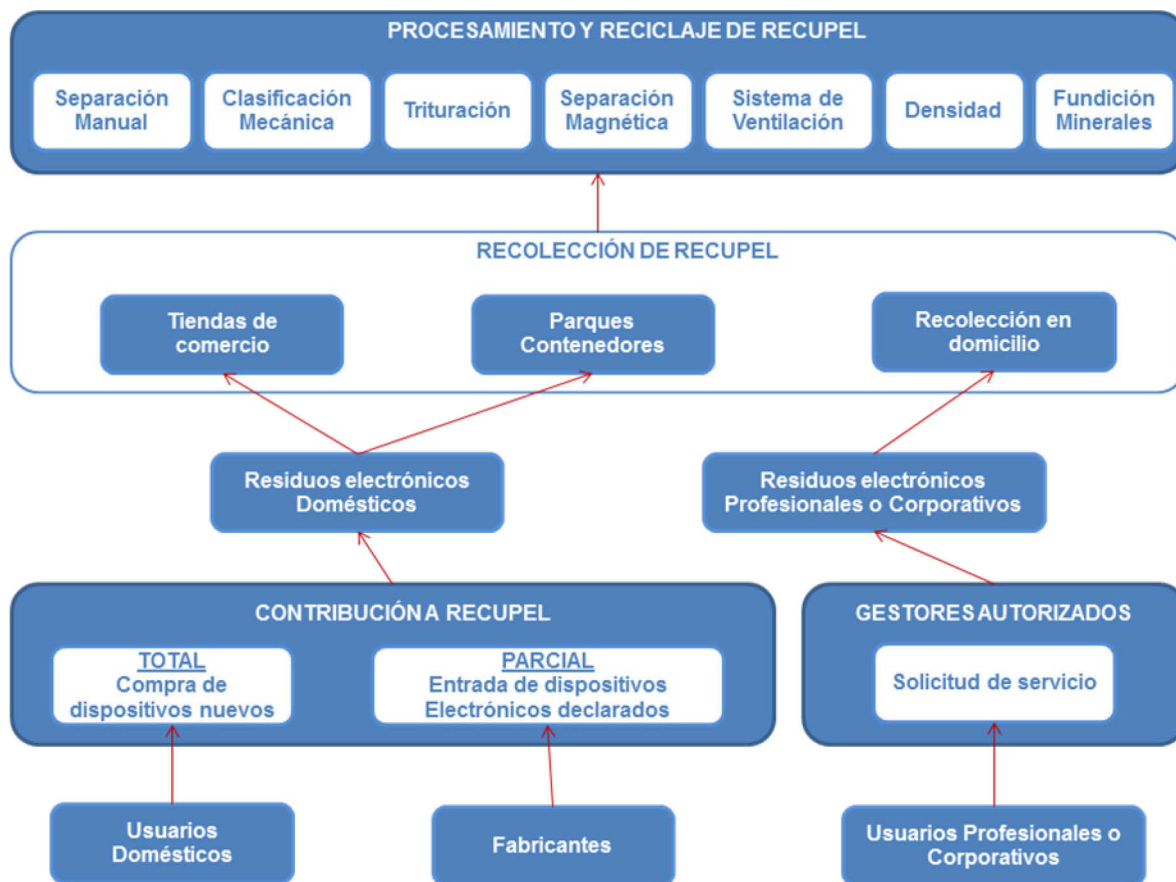 PROCESAMIENTO Y RECICLAJE DE RECUPEL
Separación
Manual
Clasificación
Mecánica
Trituración
Separación
Magnética
Sistema de
Ventilación
Densidad
Fundición
Minerales
RECOLECCIÓN DE RECUPEL
Tiendas de
comercio
Parques
Contenedores
Recolección en
domicilio
Residuos electrónicos
Domésticos
Residuos electrónicos
Profesionales o Corporativos
CONTRIBUCIÓN A RECUPEL
TOTAL
Compra de
dispositivos nuevos
PARCIAL
Entrada de dispositivos
Electrónicos declarados
GESTORES AUTORIZADOS
Solicitud de servicio
Usuarios
Domésticos
Fabricantes
Usuarios Profesionales o
Corporativos